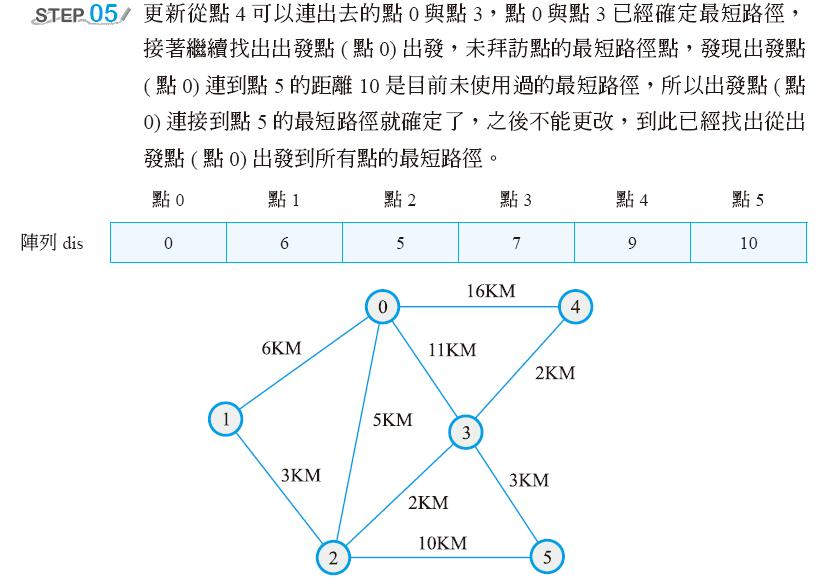 STEP 05 更新從點 4 可以連出去的點 0 與點 3，點 0 與點 3 已經確定最短路徑，
接著繼續找出出發點 ( 點 0) 出發，未拜訪點的最短路徑點，發現出發點
( 點 0) 連到點 5 的距離 10 是目前未使用過的最短路徑，所以出發點 ( 點
0) 連接到點 5 的最短路徑就確定了，之後不能更改，到此已經找出從出
發點 ( 點 0) 出發到所有點的最短路徑。
點 0 點 1 點 2 點 3 點 4 點 5
陣列 dis 0 6 5 7 9 10
16KM
0 4
6KM 11KM
2KM
1 5KM 3
3KM 3KM
2KM
10KM
2 5